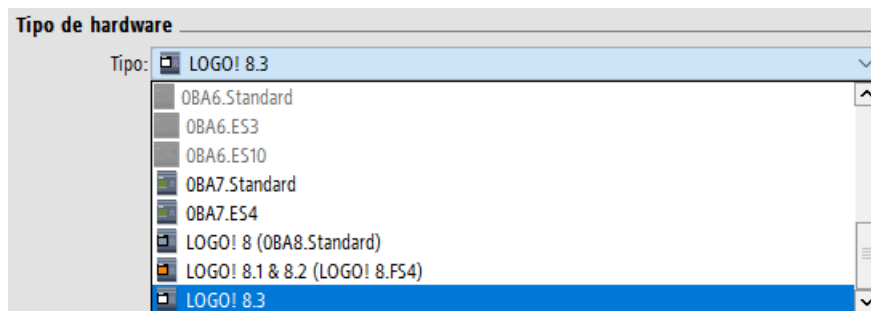 Tipo de hardware
Tipo: LOGO! 8.3
0BA6.Standard
0BA6.ES3
0BA6.ES10
0BA7.Standard
0BA7.ES4
LOGO! 8 (0BA8.Standard)
LOGO! 8.1 & 8.2 (LOGO! 8.FS4)
LOGO! 8.3